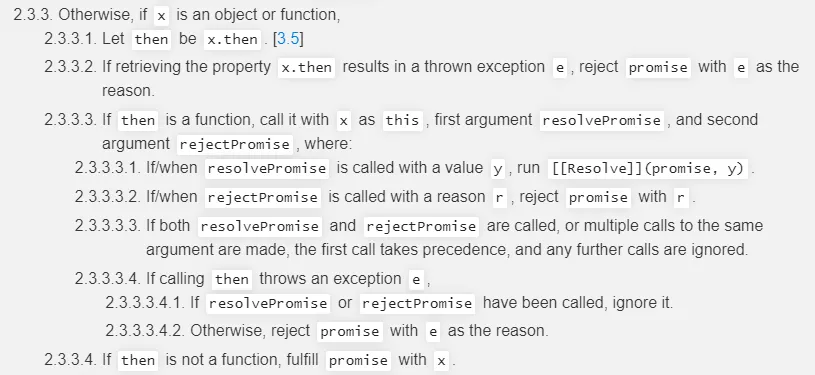 2.3.3. Otherwise, if x is an object or function,
2.3.3.1. Let then be x.then . [3.5]
2.3.3.2. If retrieving the property x.then results in a thrown exception e , reject promise with e as the
reason.
2.3.3.3. If then is a function, call it with x as this , first argument resolvePromise , and second
argument rejectPromise , where:
2.3.3.3.1. If/when resolvePromise is called with a value y , run [[Resolve]](promise, y) .
2.3.3.3.2. If/when rejectPromise is called with a reason r , reject promise with r .
2.3.3.3.3. If both resolvePromise and rejectPromise are called, or multiple calls to the same
argument are made, the first call takes precedence, and any further calls are ignored.
2.3.3.3.4. If calling then throws an exception e ,
2.3.3.3.4.1. If resolvePromise or rejectPromise have been called, ignore it.
2.3.3.3.4.2. Otherwise, reject promise with e as the reason.
2.3.3.4. If then is not a function, fulfill promise with x .